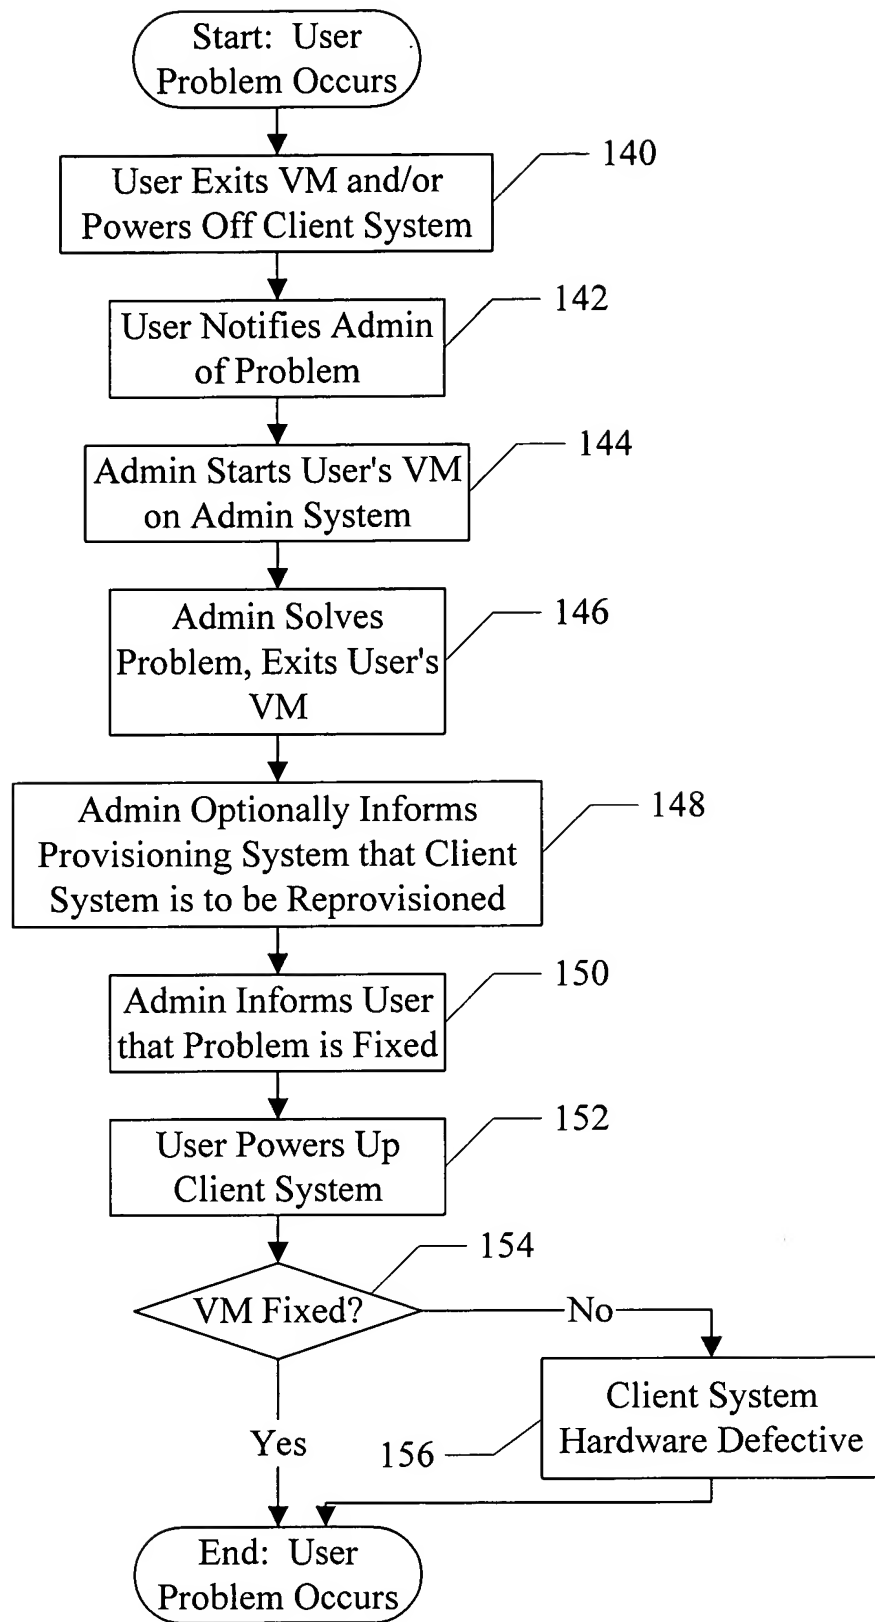 Start: User
Problem Occurs
140
User Exits VM and/or
Powers Off Client System
142
User Notifies Admin
of Problem
144
Admin Starts User's VM
on Admin System
146
Admin Solves
Problem, Exits User's
VM
148
Admin Optionally Informs
Provisioning System that Client
System is to be Reprovisioned
150
Admin Informs User
that Problem is Fixed
152
User Powers Up
Client System
154
VM Fixed?
No
Client System
Hardware Defective
156
Yes
End: User
Problem Occurs